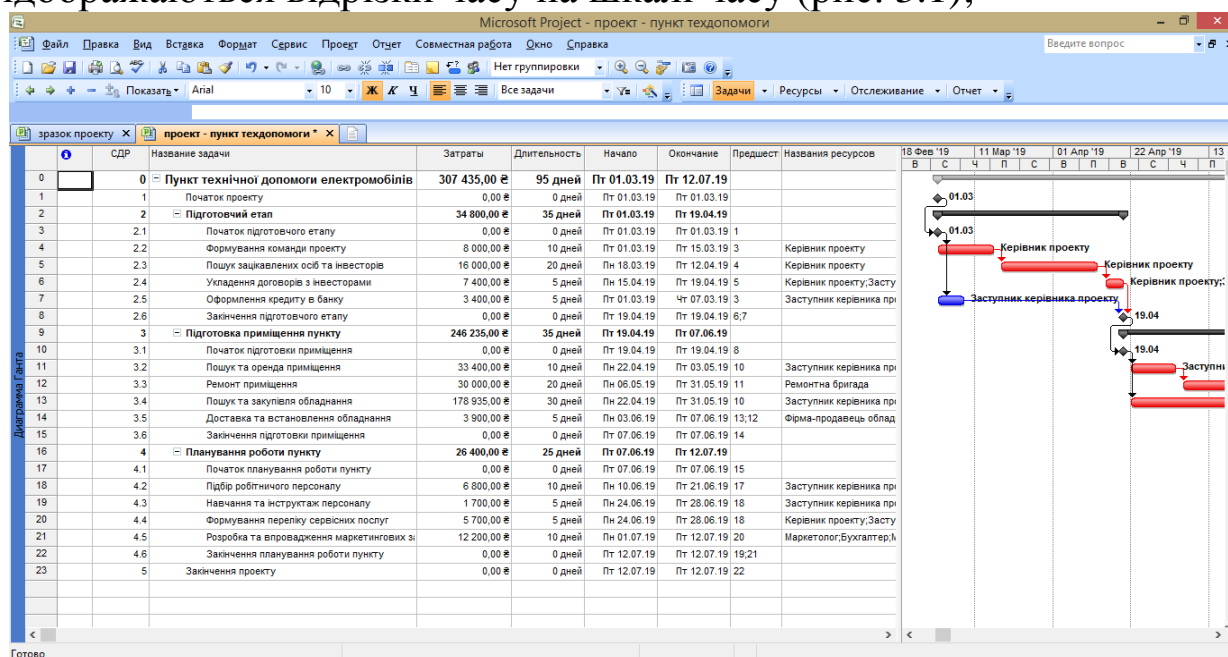 ідображаються відрізки часу на шкалі часу (рис. 3.1);
Microsoft Project - проект - пункт техдопомоги
Файл Правка Вид Вставка Формат Сервис Проект Отчет Совместная работа Окно Справка Введите вопрос
Нет группировки
Показать Arial 10 Ж К Ч Все задачи Задачи Ресурсы Отслеживание Отчет
зразок проекту проект - пункт техдопомоги *
СДР Название задачи Затраты Длительность Начало Окончание Предшест Названия ресурсов 18 Фев '19 11 Мар '19 01 Апр '19 22 Апр '19 13
В С Ч П С В П В С Ч П
0 0 Пункт технічної допомоги електромобілів 307 435,00 ₴ 95 дней Пт 01.03.19 Пт 12.07.19
1 1 Початок проекту 0,00 ₴ 0 дней Пт 01.03.19 Пт 01.03.19 01.03
2 2 Підготовчий етап 34 800,00 ₴ 35 дней Пт 01.03.19 Пт 19.04.19
3 2.1 Початок підготовчого етапу 0,00 ₴ 0 дней Пт 01.03.19 Пт 01.03.19 1 01.03
4 2.2 Формування команди проекту 8 000,00 ₴ 10 дней Пт 01.03.19 Пт 15.03.19 3 Керівник проекту Керівник проекту
5 2.3 Пошук зацікавлених осіб та інвесторів 16 000,00 ₴ 20 дней Пн 18.03.19 Пт 12.04.19 4 Керівник проекту Керівник проекту
6 2.4 Укладення договорів з інвесторами 7 400,00 ₴ 5 дней Пн 15.04.19 Пт 19.04.19 5 Керівник проекту;Засту Керівник проекту;
7 2.5 Оформлення кредиту в банку 3 400,00 ₴ 5 дней Пт 01.03.19 Чт 07.03.19 3 Заступник керівника про Заступник керівника проекту
8 2.6 Закінчення підготовчого етапу 0,00 ₴ 0 дней Пт 19.04.19 Пт 19.04.19 6;7 19.04
9 3 Підготовка приміщення пункту 246 235,00 ₴ 35 дней Пт 19.04.19 Пт 07.06.19
10 3.1 Початок підготовки приміщення 0,00 ₴ 0 дней Пт 19.04.19 Пт 19.04.19 8 19.04
11 3.2 Пошук та оренда приміщення 33 400,00 ₴ 10 дней Пн 22.04.19 Пт 03.05.19 10 Заступник керівника про Заступни
12 3.3 Ремонт приміщення 30 000,00 ₴ 20 дней Пн 06.05.19 Пт 31.05.19 11 Ремонтна бригада
13 3.4 Пошук та закупівля обладнання 178 935,00 ₴ 30 дней Пн 22.04.19 Пт 31.05.19 10 Заступник керівника про
14 3.5 Доставка та встановлення обладнання 3 900,00 ₴ 5 дней Пн 03.06.19 Пт 07.06.19 13;12 Фірма-продавець облад
15 3.6 Закінчення підготовки приміщення 0,00 ₴ 0 дней Пт 07.06.19 Пт 07.06.19 14
16 4 Планування роботи пункту 26 400,00 ₴ 25 дней Пт 07.06.19 Пт 12.07.19
17 4.1 Початок планування роботи пункту 0,00 ₴ 0 дней Пт 07.06.19 Пт 07.06.19 15
18 4.2 Підбір робітничого персоналу 6 800,00 ₴ 10 дней Пн 10.06.19 Пт 21.06.19 17 Заступник керівника про
19 4.3 Навчання та інструктаж персоналу 1 700,00 ₴ 5 дней Пн 24.06.19 Пт 28.06.19 18 Заступник керівника про
20 4.4 Формування переліку сервісних послуг 5 700,00 ₴ 5 дней Пн 24.06.19 Пт 28.06.19 18 Керівник проекту;Засту
21 4.5 Розробка та впровадження маркетингових за 12 200,00 ₴ 10 дней Пн 01.07.19 Пт 12.07.19 20 Маркетолог;Бухгалтер;М
22 4.6 Закінчення планування роботи пункту 0,00 ₴ 0 дней Пт 12.07.19 Пт 12.07.19 19;21
23 5 Закінчення проекту 0,00 ₴ 0 дней Пт 12.07.19 Пт 12.07.19 22
Диаграмма Ганта
Готово